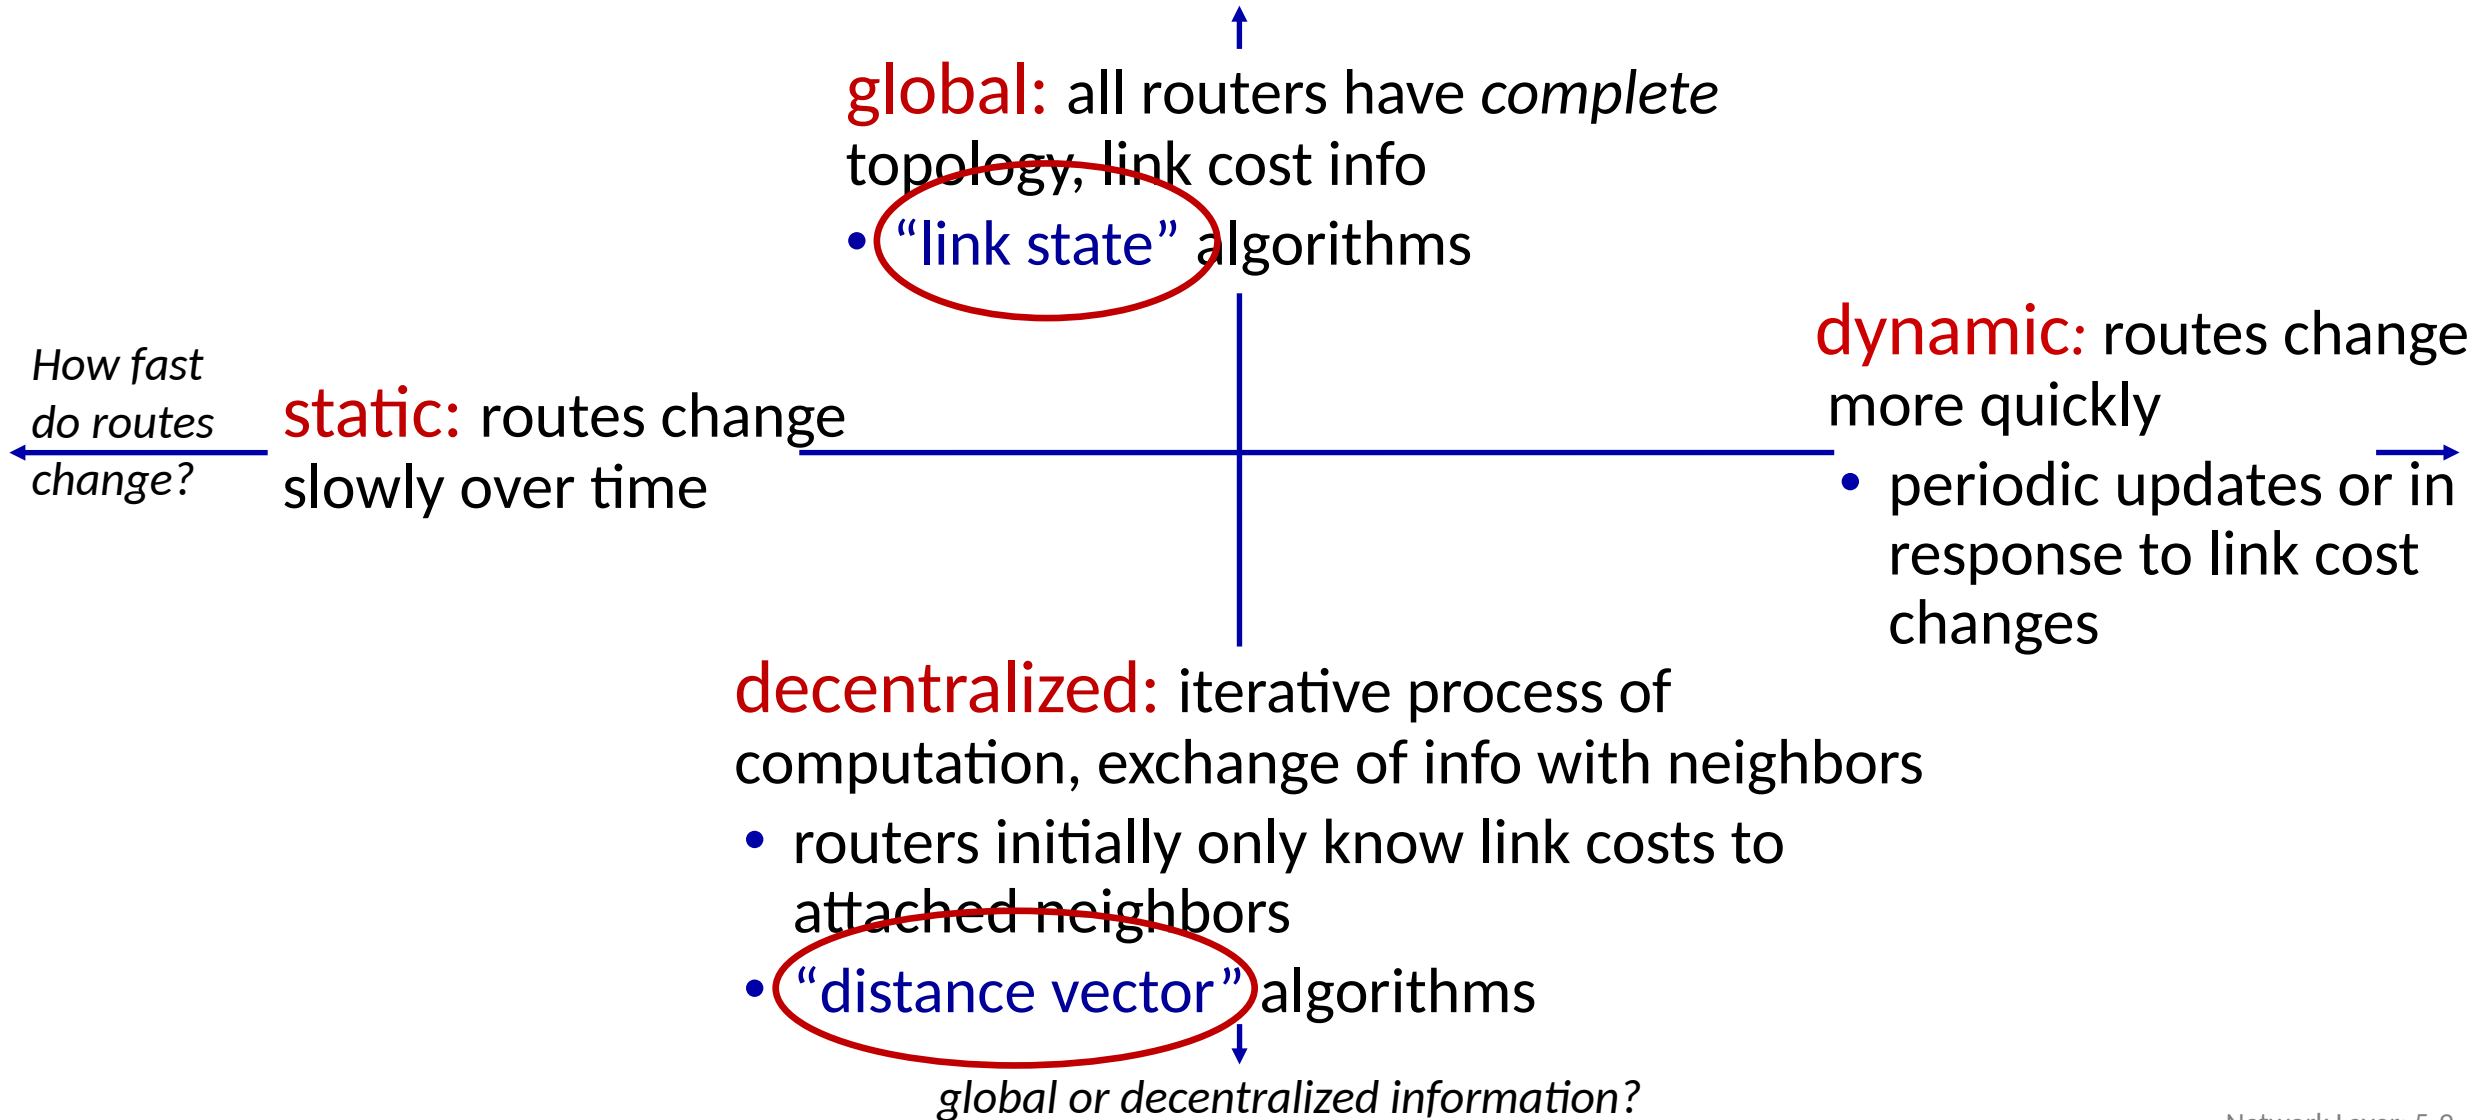 global: all routers have complete
topology, link cost info
• “link state” algorithms
How fast
do routes
change?
static: routes change
slowly over time
dynamic: routes change
more quickly
• periodic updates or in
response to link cost
changes
decentralized: iterative process of
computation, exchange of info with neighbors
• routers initially only know link costs to
attached neighbors
• “distance vector” algorithms
global or decentralized information?
Network Layer: 5-